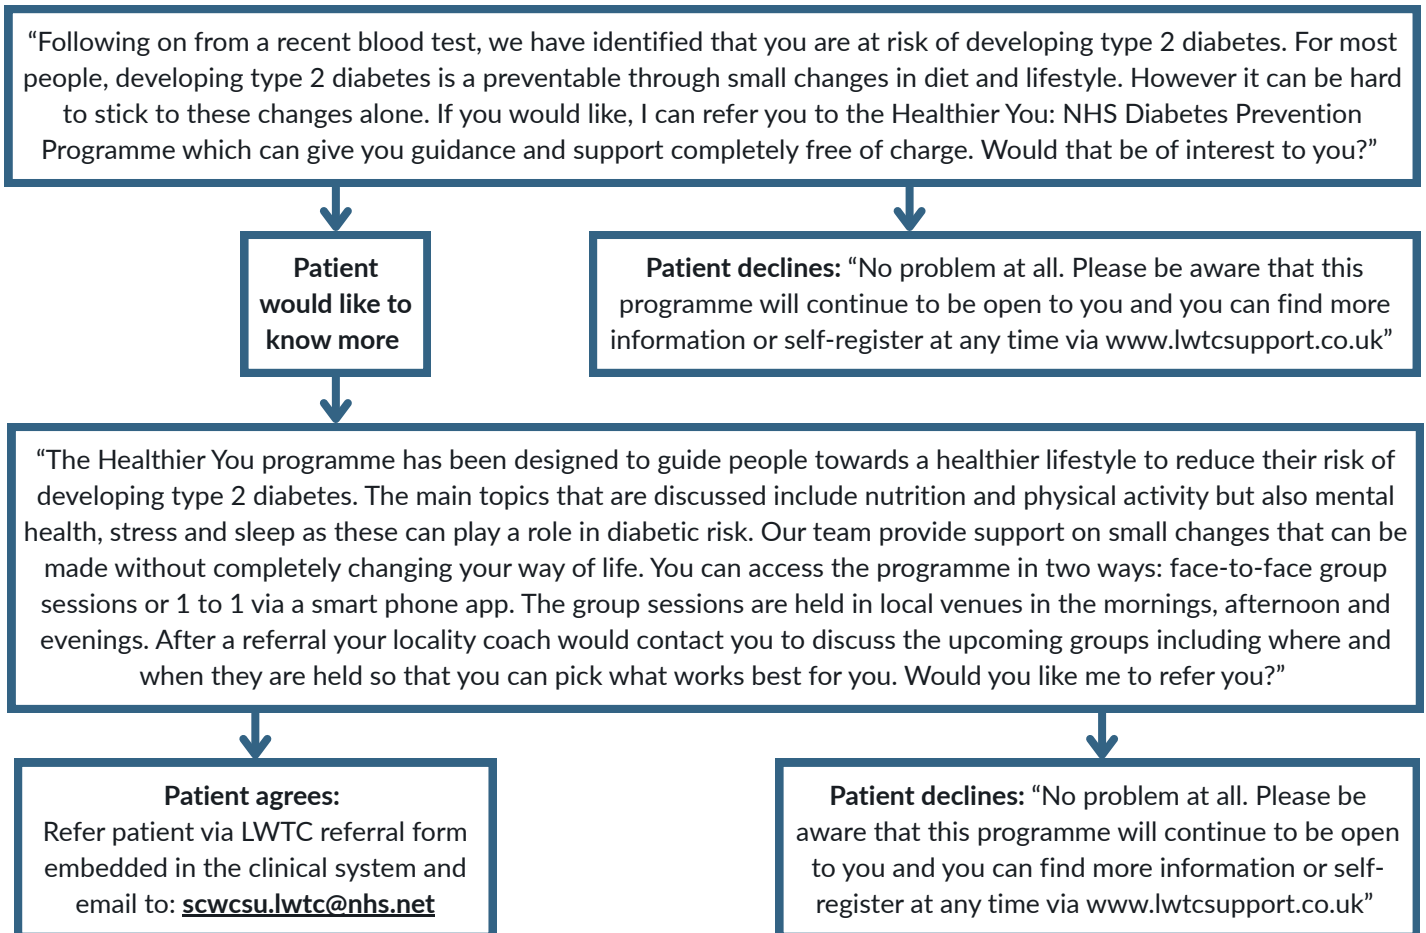 “Following on from a recent blood test, we have identified that you are at risk of developing type 2 diabetes. For most
people, developing type 2 diabetes is a preventable through small changes in diet and lifestyle. However it can be hard
to stick to these changes alone. If you would like, I can refer you to the Healthier You: NHS Diabetes Prevention
Programme which can give you guidance and support completely free of charge. Would that be of interest to you?”
Patient
would like to
know more
Patient declines: “No problem at all. Please be aware that this
programme will continue to be open to you and you can find more
information or self-register at any time via www.lwtcsupport.co.uk”
“The Healthier You programme has been designed to guide people towards a healthier lifestyle to reduce their risk of
developing type 2 diabetes. The main topics that are discussed include nutrition and physical activity but also mental
health, stress and sleep as these can play a role in diabetic risk. Our team provide support on small changes that can be
made without completely changing your way of life. You can access the programme in two ways: face-to-face group
sessions or 1 to 1 via a smart phone app. The group sessions are held in local venues in the mornings, afternoon and
evenings. After a referral your locality coach would contact you to discuss the upcoming groups including where and
when they are held so that you can pick what works best for you. Would you like me to refer you?”
Patient agrees:
Refer patient via LWTC referral form
embedded in the clinical system and
email to: scwcsu.lwtc@nhs.net
Patient declines: “No problem at all. Please be
aware that this programme will continue to be open
to you and you can find more information or self-
register at any time via www.lwtcsupport.co.uk”